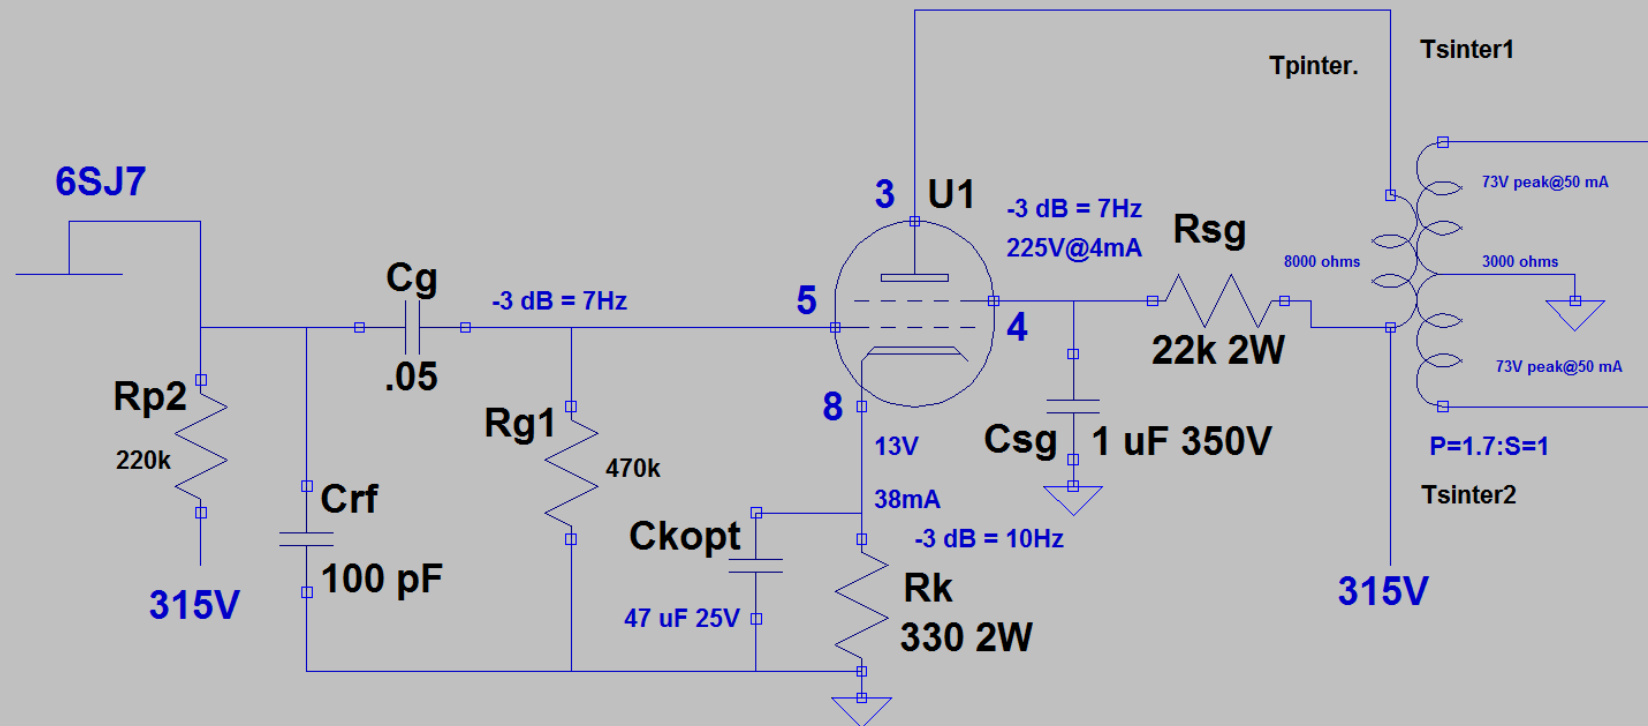 Tsinter1
Tpinter.
6SJ7
3
U1
-3 dB = 7Hz
225V@4mA
Rsg
73V peak@50 mA
8000 ohms
3000 ohms
Cg
-3 dB = 7Hz
5
4
22k 2W
.05
Rp2
220k
Rg1
470k
8
13V
Csg
1 uF 350V
73V peak@50 mA
P=1.7:S=1
Tsinter2
Crf
100 pF
38mA
Ckopt
-3 dB = 10Hz
47 uF 25V
Rk
330 2W
315V
315V